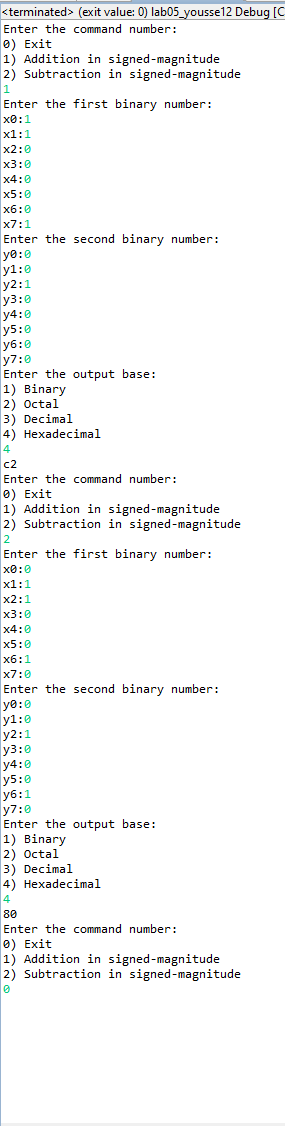 <terminated> (exit value: 0) lab05_yousse12 Debug [C
Enter the command number:
0) Exit
1) Addition in signed-magnitude
2) Subtraction in signed-magnitude
1
Enter the first binary number:
x0:1
x1:1
x2:0
x3:0
x4:0
x5:0
x6:0
x7:1
Enter the second binary number:
y0:0
y1:0
y2:1
y3:0
y4:0
y5:0
y6:0
y7:0
Enter the output base:
1) Binary
2) Octal
3) Decimal
4) Hexadecimal
4
c2
Enter the command number:
0) Exit
1) Addition in signed-magnitude
2) Subtraction in signed-magnitude
2
Enter the first binary number:
x0:0
x1:1
x2:1
x3:0
x4:0
x5:0
x6:1
x7:0
Enter the second binary number:
y0:0
y1:0
y2:1
y3:0
y4:0
y5:0
y6:1
y7:0
Enter the output base:
1) Binary
2) Octal
3) Decimal
4) Hexadecimal
4
80
Enter the command number:
0) Exit
1) Addition in signed-magnitude
2) Subtraction in signed-magnitude
0